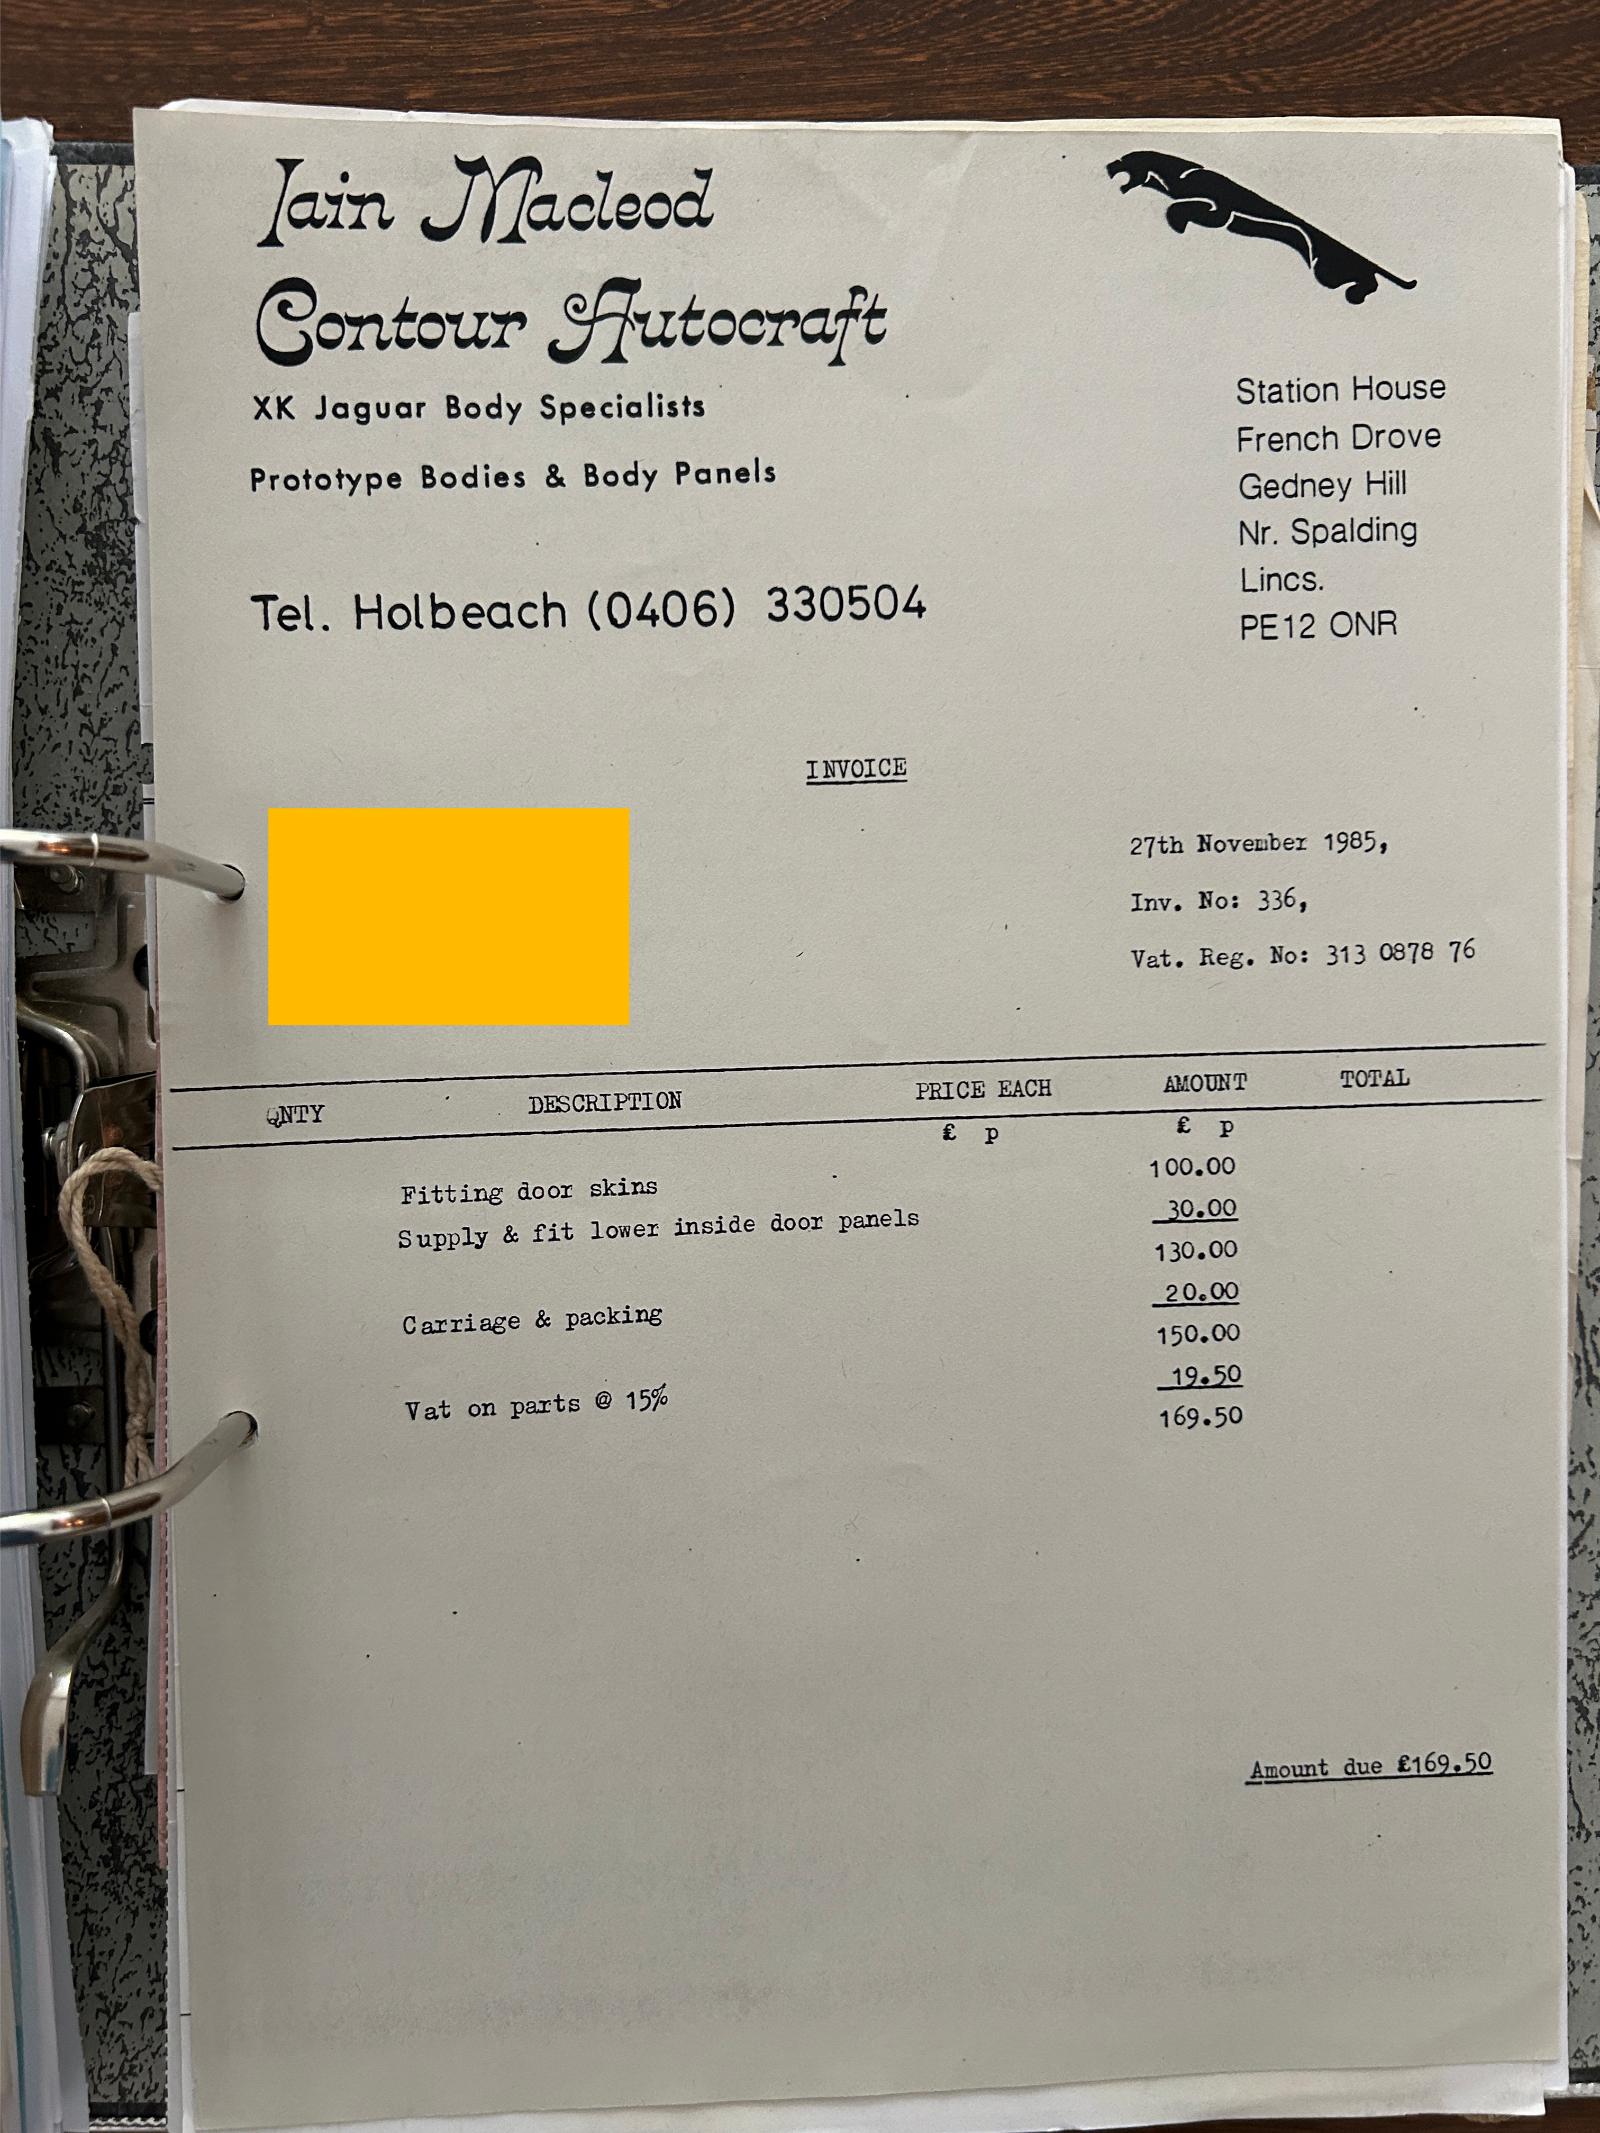 Iain Macleod
Contour Autocraft
XK Jaguar Body Specialists
Prototype Bodies & Body Panels
Tel. Holbeach (0406) 330504
Station House
French Drove
Gedney Hill
Nr. Spalding
Lincs.
PE12 ONR
INVOICE
27th November 1985,
Inv. No: 336,
Vat. Reg. No: 313 0878 76
QNTY DESCRIPTION PRICE EACH AMOUNT TOTAL
£ p £ p
Fitting door skins 100.00
Supply & fit lower inside door panels 30.00
130.00
Carriage & packing 20.00
150.00
Vat on parts @ 15% 19.50
169.50
Amount due £169.50